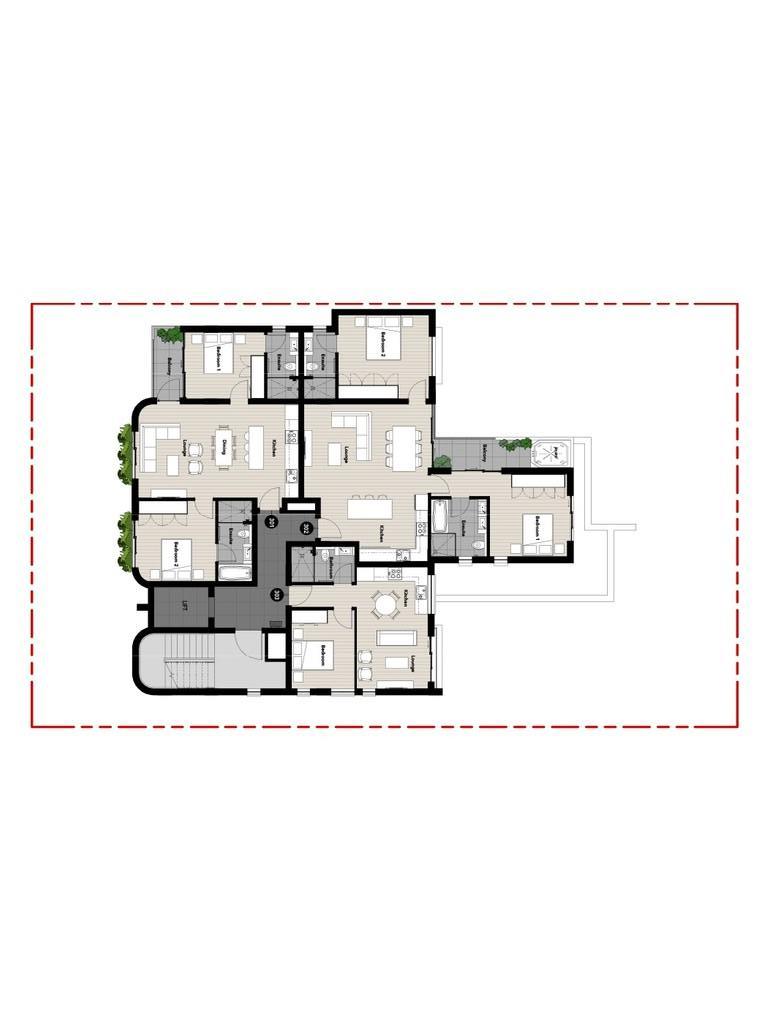 Bedroom 2
Bedroom 1
Ensuite
Ensuite
Balcony
Lounge
Dining
Kitchen
Lounge
Balcony
Kitchen
Bedroom 1
Ensuite
301
302
Ensuite
Bedroom 2
Bathroom
303
LIFT
Kitchen
Bedroom
Lounge